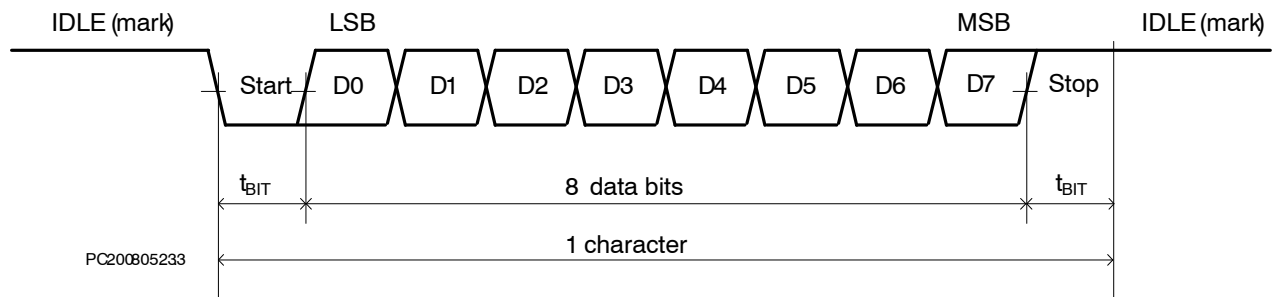 IDLE (mark) LSB MSB IDLE (mark)
Start D0 D1 D2 D3 D4 D5 D6 D7 Stop
tBIT 8 data bits tBIT
1 character
PC200805233